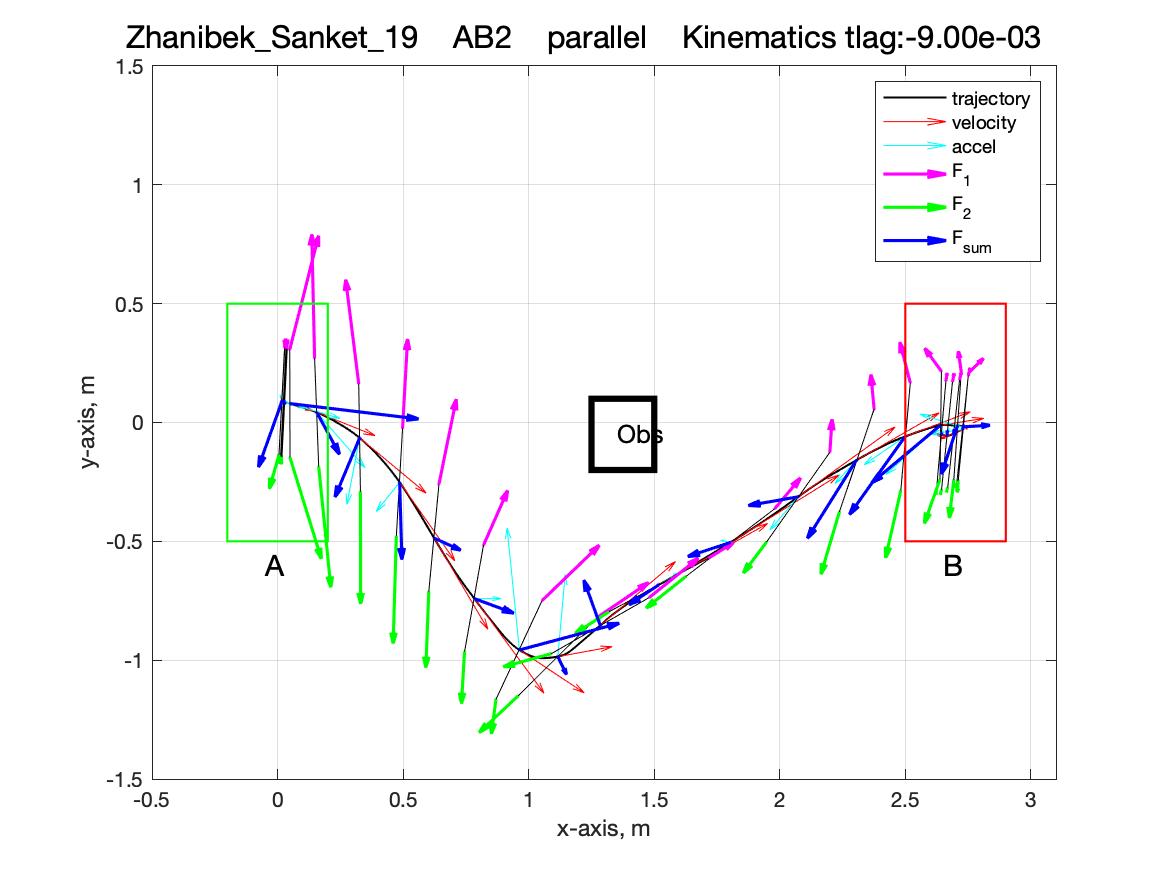 Zhanibek_Sanket_19 AB2 parallel Kinematics tlag:-9.00e-03
1.5
1
0.5
0
-0.5
-1
-1.5
y-axis, m
trajectory
velocity
accel
F1
F2
Fsum
Obs
A
B
-0.5 0 0.5 1 1.5 2 2.5 3
x-axis, m